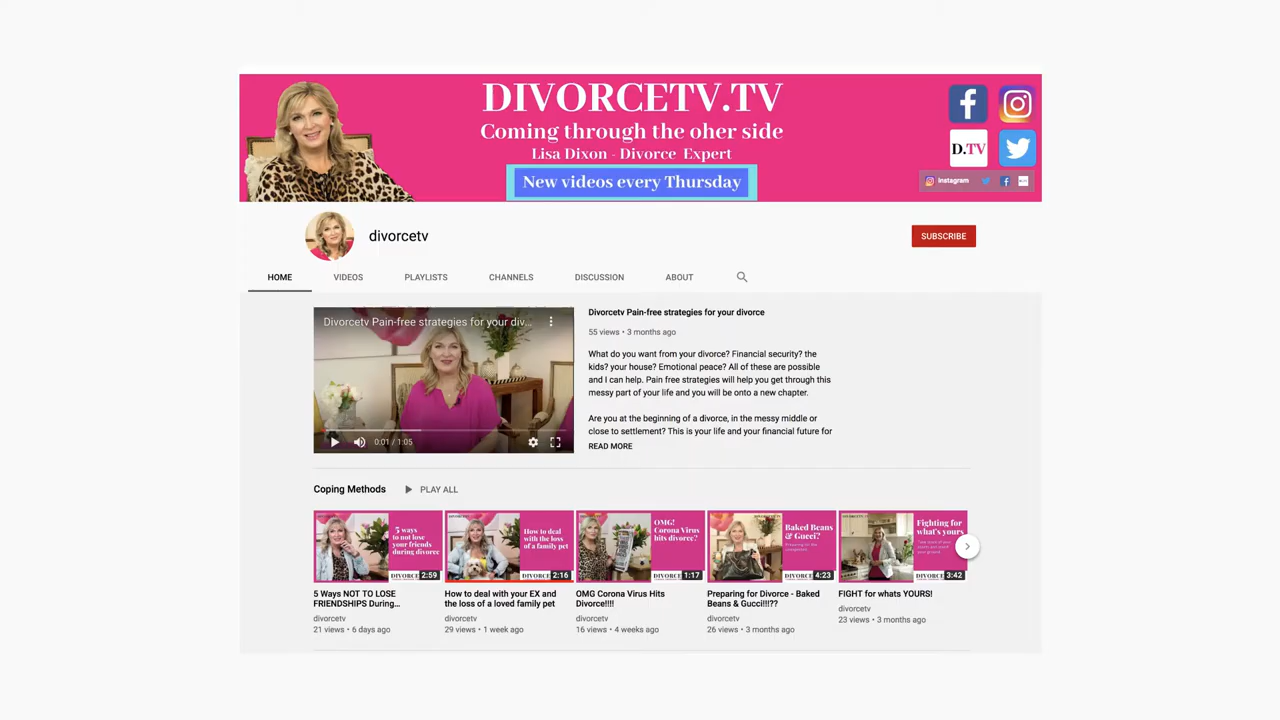 DIVORCETV.TV
Coming through the oher side
Lisa Dixon - Divorce Expert
New videos every Thursday
D.TV
Instagram
divorcetv
SUBSCRIBE
HOME
VIDEOS
PLAYLISTS
CHANNELS
DISCUSSION
ABOUT
Divorcetv Pain-free strategies for your div...
0:01 / 1:05
Divorcetv Pain-free strategies for your divorce
55 views • 3 months ago
What do you want from your divorce? Financial security? the
kids? your house? Emotional peace? All of these are possible
and I can help. Pain free strategies will help you get through this
messy part of your life and you will be onto a new chapter.
Are you at the beginning of a divorce, in the messy middle or
close to settlement? This is your life and your financial future for
READ MORE
Coping Methods
PLAY ALL
5 ways
to not lose
your friends
during divorce
DIVORCE
2:59
5 Ways NOT TO LOSE
FRIENDSHIPS During...
divorcetv
21 views • 6 days ago
How to deal
with the loss
of a family pet
DIVORCE
2:16
How to deal with your EX and
the loss of a loved family pet
divorcetv
29 views • 1 week ago
OMG!
Corona Virus
hits divorce?
DIVORCE
1:17
OMG Corona Virus Hits
Divorce!!!!
divorcetv
16 views • 4 weeks ago
Baked Beans
& Gucci?
DIVORCE
4:23
Preparing for Divorce - Baked
Beans & Gucci!!!??
divorcetv
26 views • 3 months ago
Fighting for
what's yours
DIVORCE
3:42
FIGHT for whats YOURS!
divorcetv
23 views • 3 months ago